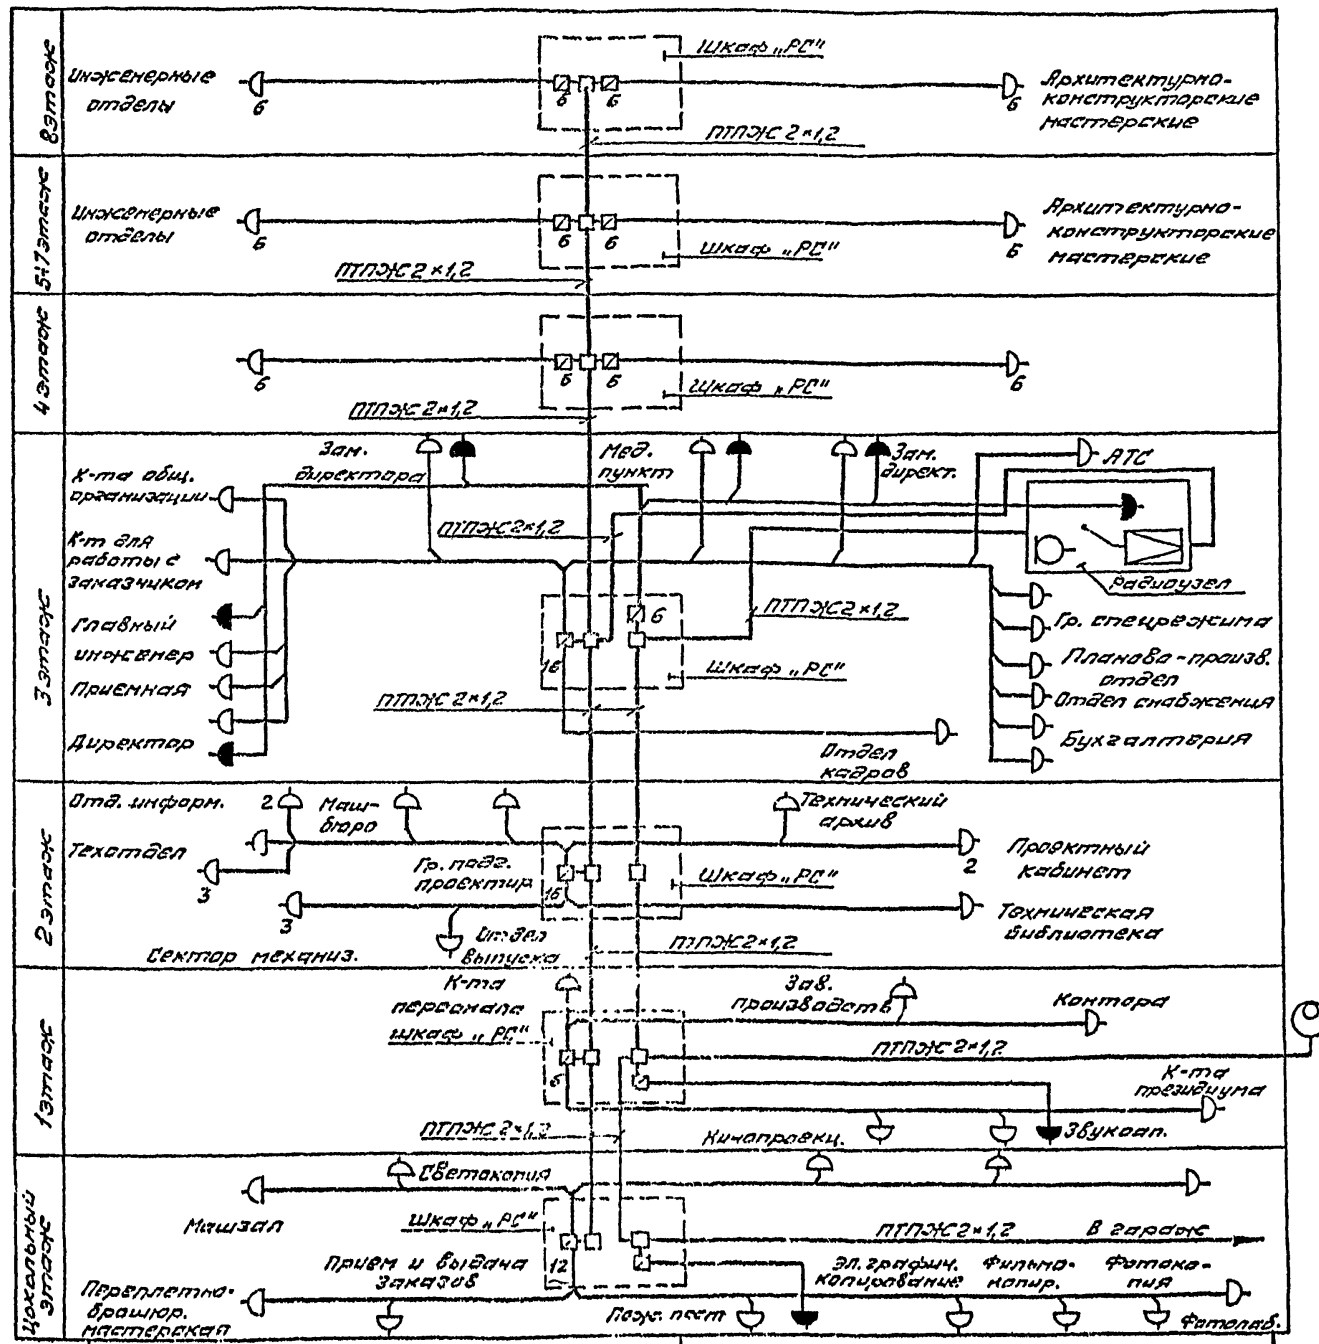 8 этаж
Инженерные
отделы
6
6
6
Шкаф „РС"
ПТПЖ 2×1,2
6
Архитектурно-
конструкторские
мастерские
5÷7 этаж
Инженерные
отделы
6
6
6
Шкаф „РС"
ПТПЖ 2×1,2
6
Архитектурно-
конструкторские
мастерские
4 этаж
6
6
6
Шкаф „РС"
ПТПЖ 2×1,2
6
3 этаж
Зам.
директора
Мед.
пункт
Зам.
директ.
АТС
К-та общ.
организации
ПТПЖ 2×1,2
К-т для
работы с
заказчиком
Радиоузел
Главный
инженер
Приемная
Директор
6
16
ПТПЖ 2×1,2
Шкаф „РС"
ПТПЖ 2×1,2
Гр. спецрежима
Планово-произв.
отдел
Отдел снабжения
Бухгалтерия
Отдел
кадров
2 этаж
Отд. информ.
2
Маш-
бюро
Технический
архив
Техотдел
3
Гр. подг.
проектир
16
Шкаф „РС"
2
Проектный
кабинет
3
Сектор механиз.
Отдел
выпуска
ПТПЖ 2×1,2
Техническая
библиотека
1 этаж
К-та
персонала
Зав.
производств
Контора
Шкаф „РС"
ПТПЖ 2×1,2
К-та
президиума
ПТПЖ 2×1,2
Кинопроекц.
Звукоап.
Цокольный
этаж
Светокопия
Машзал
Шкаф „РС"
ПТПЖ 2×1,2
В гараж
12
Прием и выдача
заказов
Эл. графич.
копирование
Фильмо-
копир.
Фотоко-
пия
Переплетно-
брашюр.
мастерская
Пож. пост
Фотолаб.